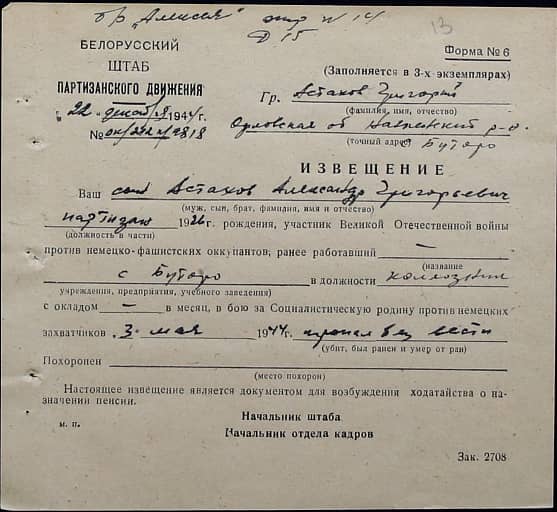 бр „Алексея" отр N 14
13
Д 15
БЕЛОРУССКИЙ
ШТАБ
ПАРТИЗАНСКОГО ДВИЖЕНИЯ
22 декабря 1944 г.
№
Форма № 6
(Заполняется в 3-х экземплярах)
Гр. Астахов Григорий
(фамилия, имя, отчество)
Орловская об Навлинский р-н.
(точный адрес)
ИЗВЕЩЕНИЕ
Ваш сын Астахов Александр Григорьевич
(муж, сын, брат, фамилия, имя и отчество)
партизан 1926 г. рождения, участник Великой Отечественной войны
(должность в части)
против немецко-фашистских оккупантов, ранее работавший —
(название
с в должности колхозник
учреждения, предприятия, учебного заведения)
с окладом — в месяц, в бою за Социалистическую родину против немецких
захватчиков 3 мая 1944 г. пропал без вести
(убит, был ранен и умер от ран)
Похоронен
(место похорон)
Настоящее извещение является документом для возбуждения ходатайства о на-
значении пенсии.
Начальник штаба
м. п.
Начальник отдела кадров
Зак. 2708